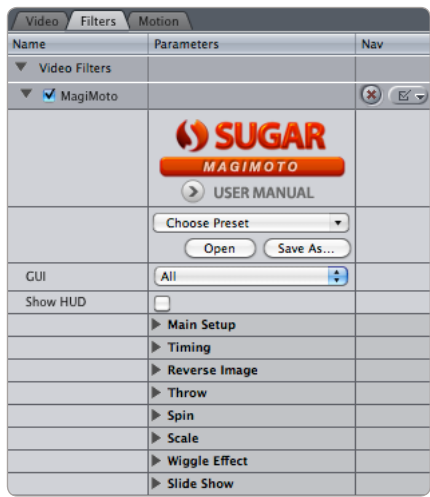 Video Filters Motion
Name Parameters Nav
Video Filters
MagiMoto
SUGAR
MAGIMOTO
USER MANUAL
Choose Preset
Open Save As...
GUI All
Show HUD
Main Setup
Timing
Reverse Image
Throw
Spin
Scale
Wiggle Effect
Slide Show